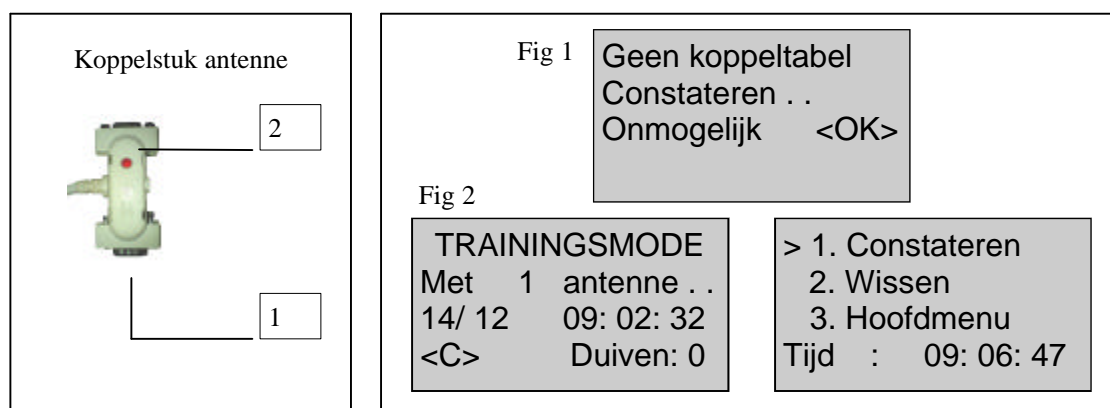 Koppelstuk antenne
2
1
Fig 1
Geen koppeltabel
Constateren . .
Onmogelijk <OK>
Fig 2
TRAININGSMODE
Met 1 antenne . .
14/ 12 09: 02: 32
<C> Duiven: 0
> 1. Constateren
2. Wissen
3. Hoofdmenu
Tijd : 09: 06: 47